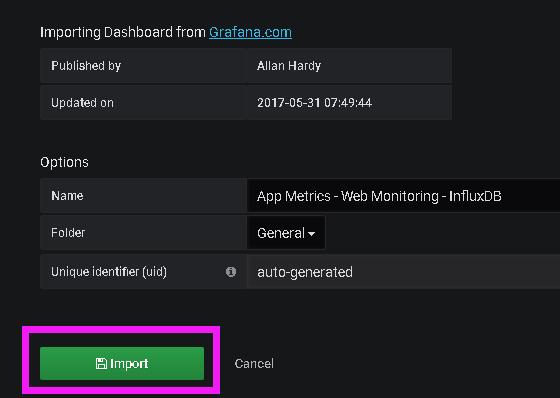 Importing Dashboard from Grafana.com
Published by Allan Hardy
Updated on 2017-05-31 07:49:44
Options
Name App Metrics - Web Monitoring - InfluxDB
Folder General
Unique identifier (uid) auto-generated
Import Cancel